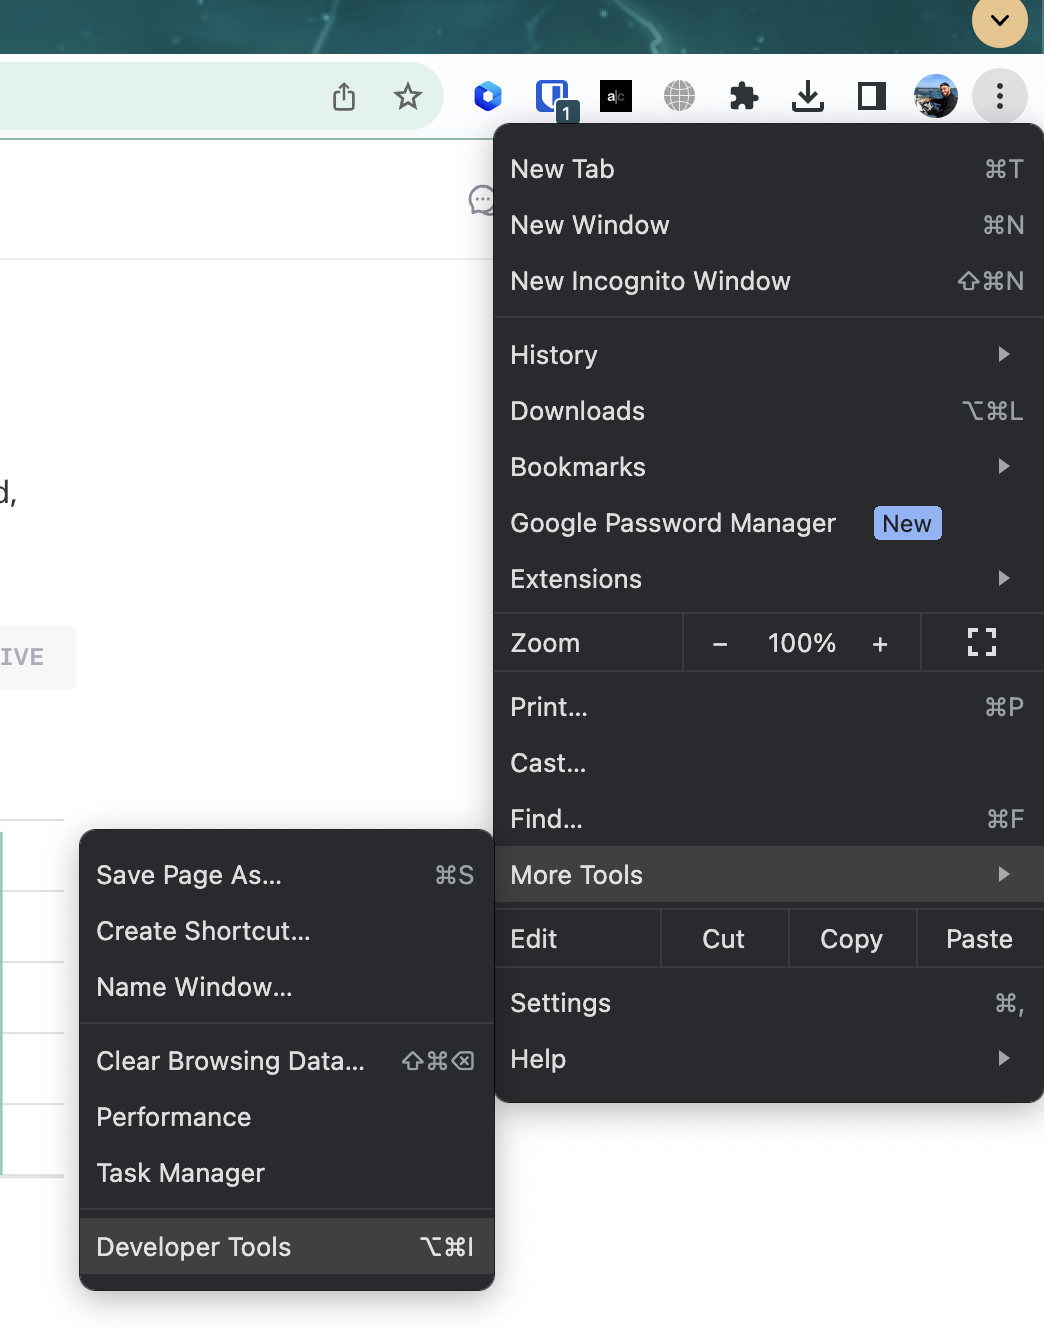 a|c
1
New Tab ⌘T
New Window ⌘N
New Incognito Window ⇧⌘N
History
Downloads ⌥⌘L
Bookmarks
Google Password Manager New
Extensions
Zoom − 100% +
Print... ⌘P
Cast...
Find... ⌘F
More Tools
Edit Cut Copy Paste
Settings ⌘,
Help
d,
IVE
Save Page As... ⌘S
Create Shortcut...
Name Window...
Clear Browsing Data... ⇧⌘⌫
Performance
Task Manager
Developer Tools ⌥⌘I